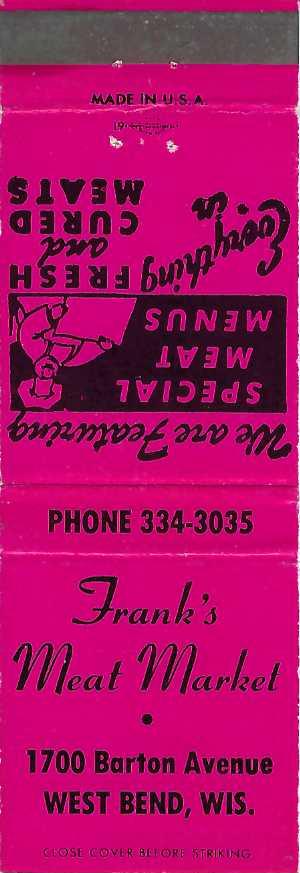 MADE IN U.S.A.
We are Featuring
SPECIAL
MEAT
MENUS
Everything in
FRESH
and
CURED
MEATS
PHONE 334-3035
Frank's
Meat Market
•
1700 Barton Avenue
WEST BEND, WIS.
CLOSE COVER BEFORE STRIKING